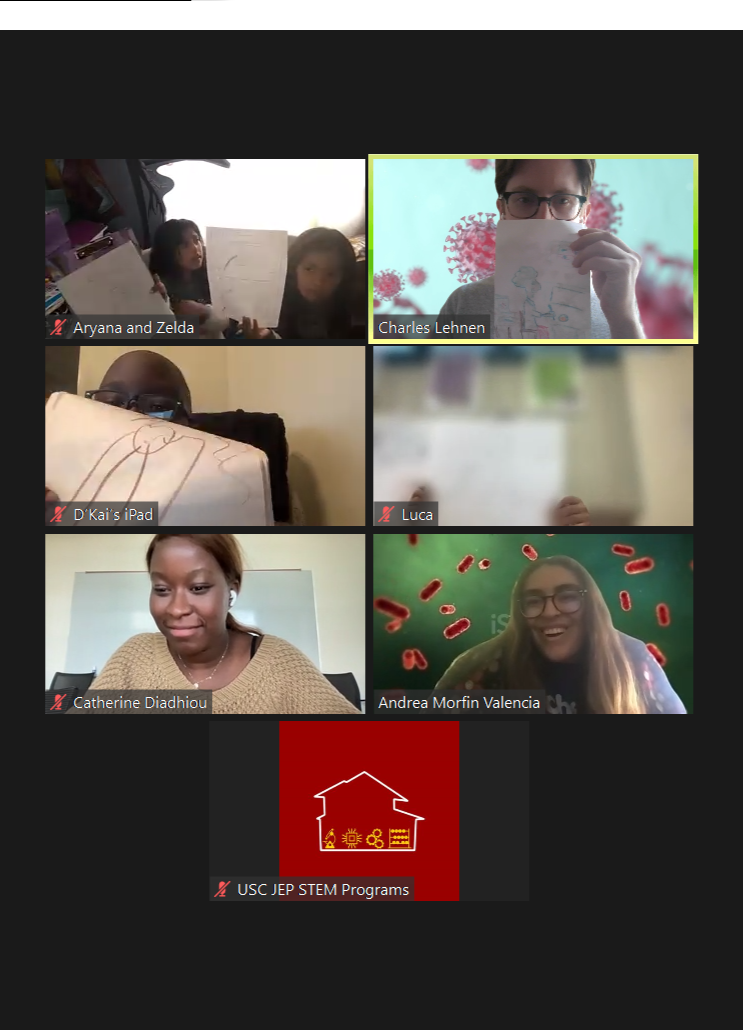 Aryana and Zelda
Charles Lehnen
D'Kai's iPad
Luca
Catherine Diadhiou
Andrea Morfin Valencia
USC JEP STEM Programs